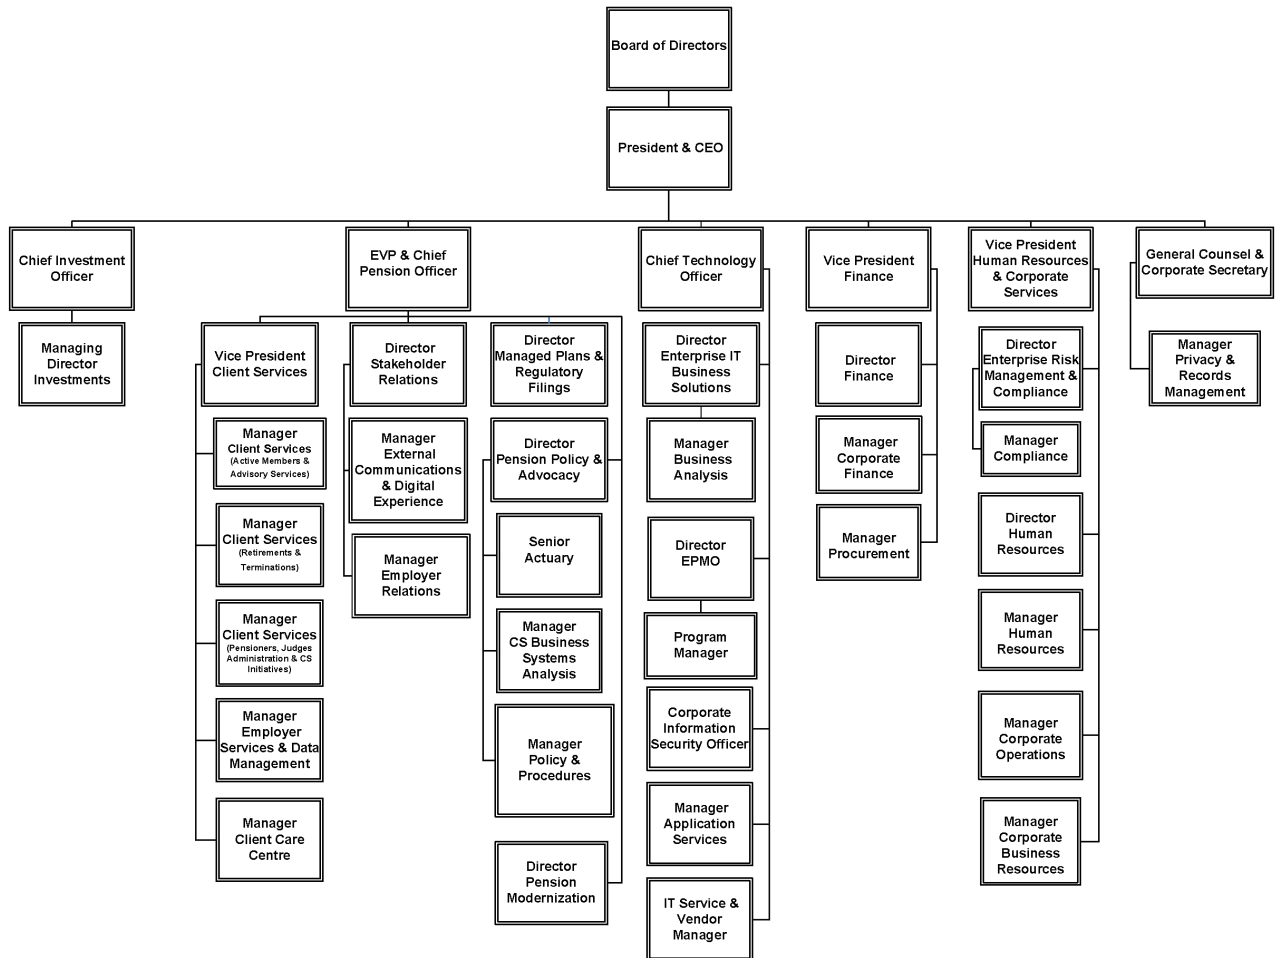 Board of Directors
President & CEO
Chief Investment
Officer
EVP & Chief
Pension Officer
Chief Technology
Officer
Vice President
Finance
Vice President
Human Resources
& Corporate
Services
General Counsel &
Corporate Secretary
Managing
Director
Investments
Vice President
Client Services
Director
Stakeholder
Relations
Director
Managed Plans &
Regulatory
Filings
Director
Enterprise IT
Business
Solutions
Director
Finance
Director
Enterprise Risk
Management &
Compliance
Manager
Privacy &
Records
Management
Manager
Client Services
(Active Members &
Advisory Services)
Manager
External
Communications
& Digital
Experience
Director
Pension Policy &
Advocacy
Manager
Business
Analysis
Manager
Corporate
Finance
Manager
Compliance
Manager
Client Services
(Retirements &
Terminations)
Manager
Employer
Relations
Senior
Actuary
Director
EPMO
Manager
Procurement
Director
Human
Resources
Manager
Client Services
(Pensioners, Judges
Administration & CS
Initiatives)
Manager
CS Business
Systems
Analysis
Program
Manager
Manager
Human
Resources
Manager
Employer
Services & Data
Management
Manager
Policy &
Procedures
Corporate
Information
Security Officer
Manager
Corporate
Operations
Manager
Client Care
Centre
Director
Pension
Modernization
Manager
Application
Services
Manager
Corporate
Business
Resources
IT Service &
Vendor
Manager